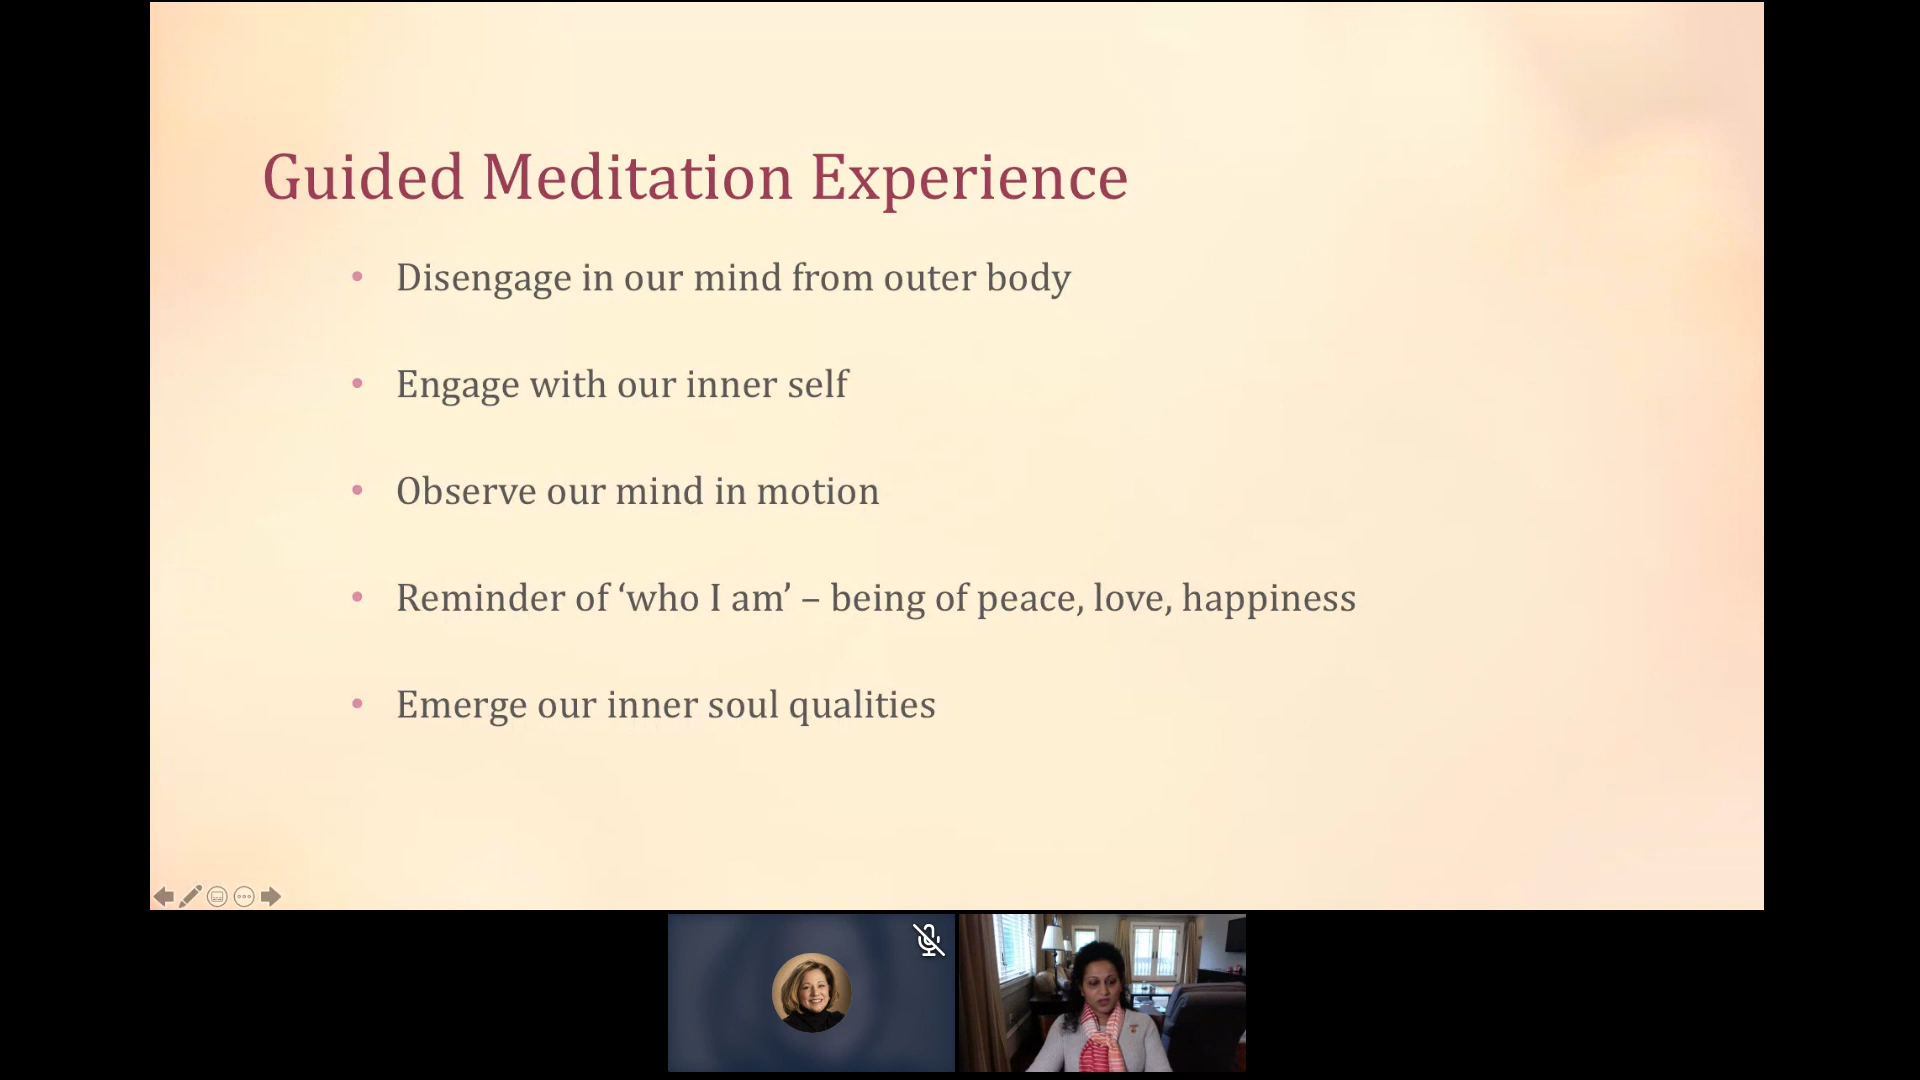 Guided Meditation Experience
• Disengage in our mind from outer body
• Engage with our inner self
• Observe our mind in motion
• Reminder of ‘who I am’ – being of peace, love, happiness
• Emerge our inner soul qualities